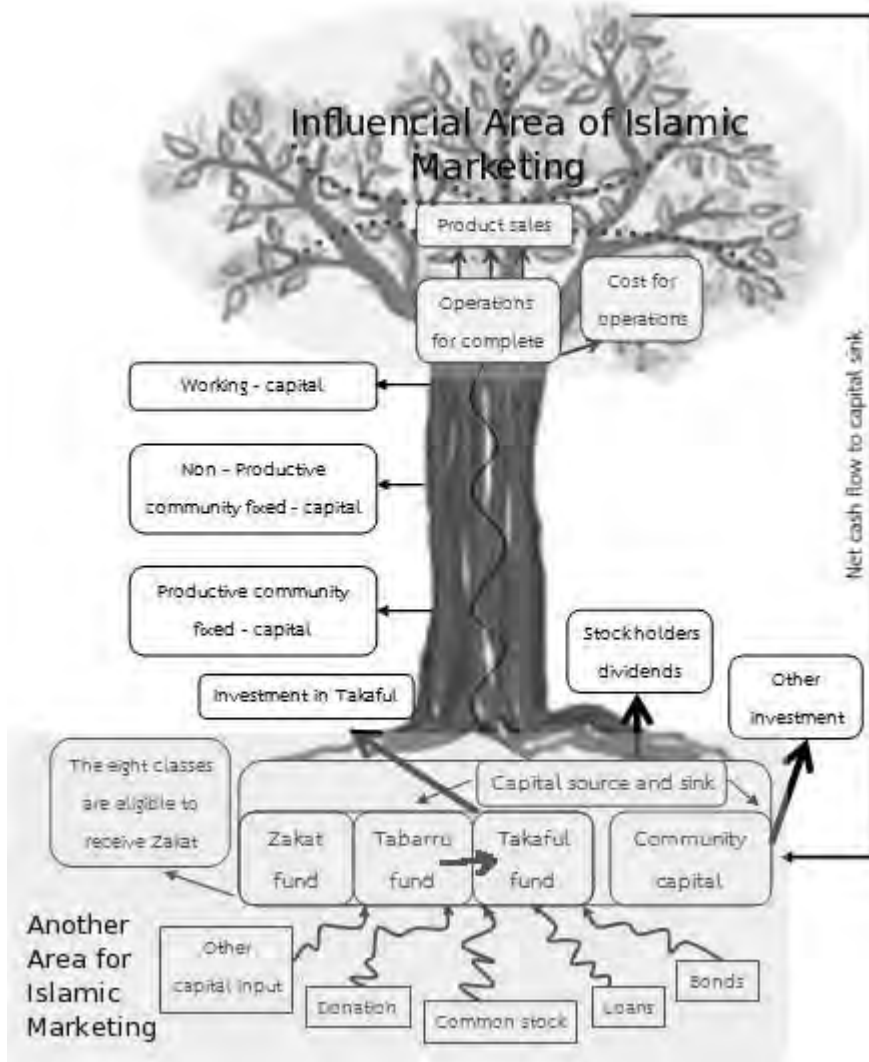 Influencial Area of Islamic
Marketing
Product sales
Operations
for complete
Cost for
operations
Working - capital
Non – Productive
community fixed - capital
Productive community
fixed - capital
Net cash flow to capital sink
Stockholders
dividends
Investment in Takaful
Other
investment
The eight classes
are eligible to
receive Zakat
Capital source and sink
Zakat
fund
Tabarru
fund
Takaful
fund
Community
capital
Another
Area for
Islamic
Marketing
Other
capital input
Donation
Common stock
Loans
Bonds